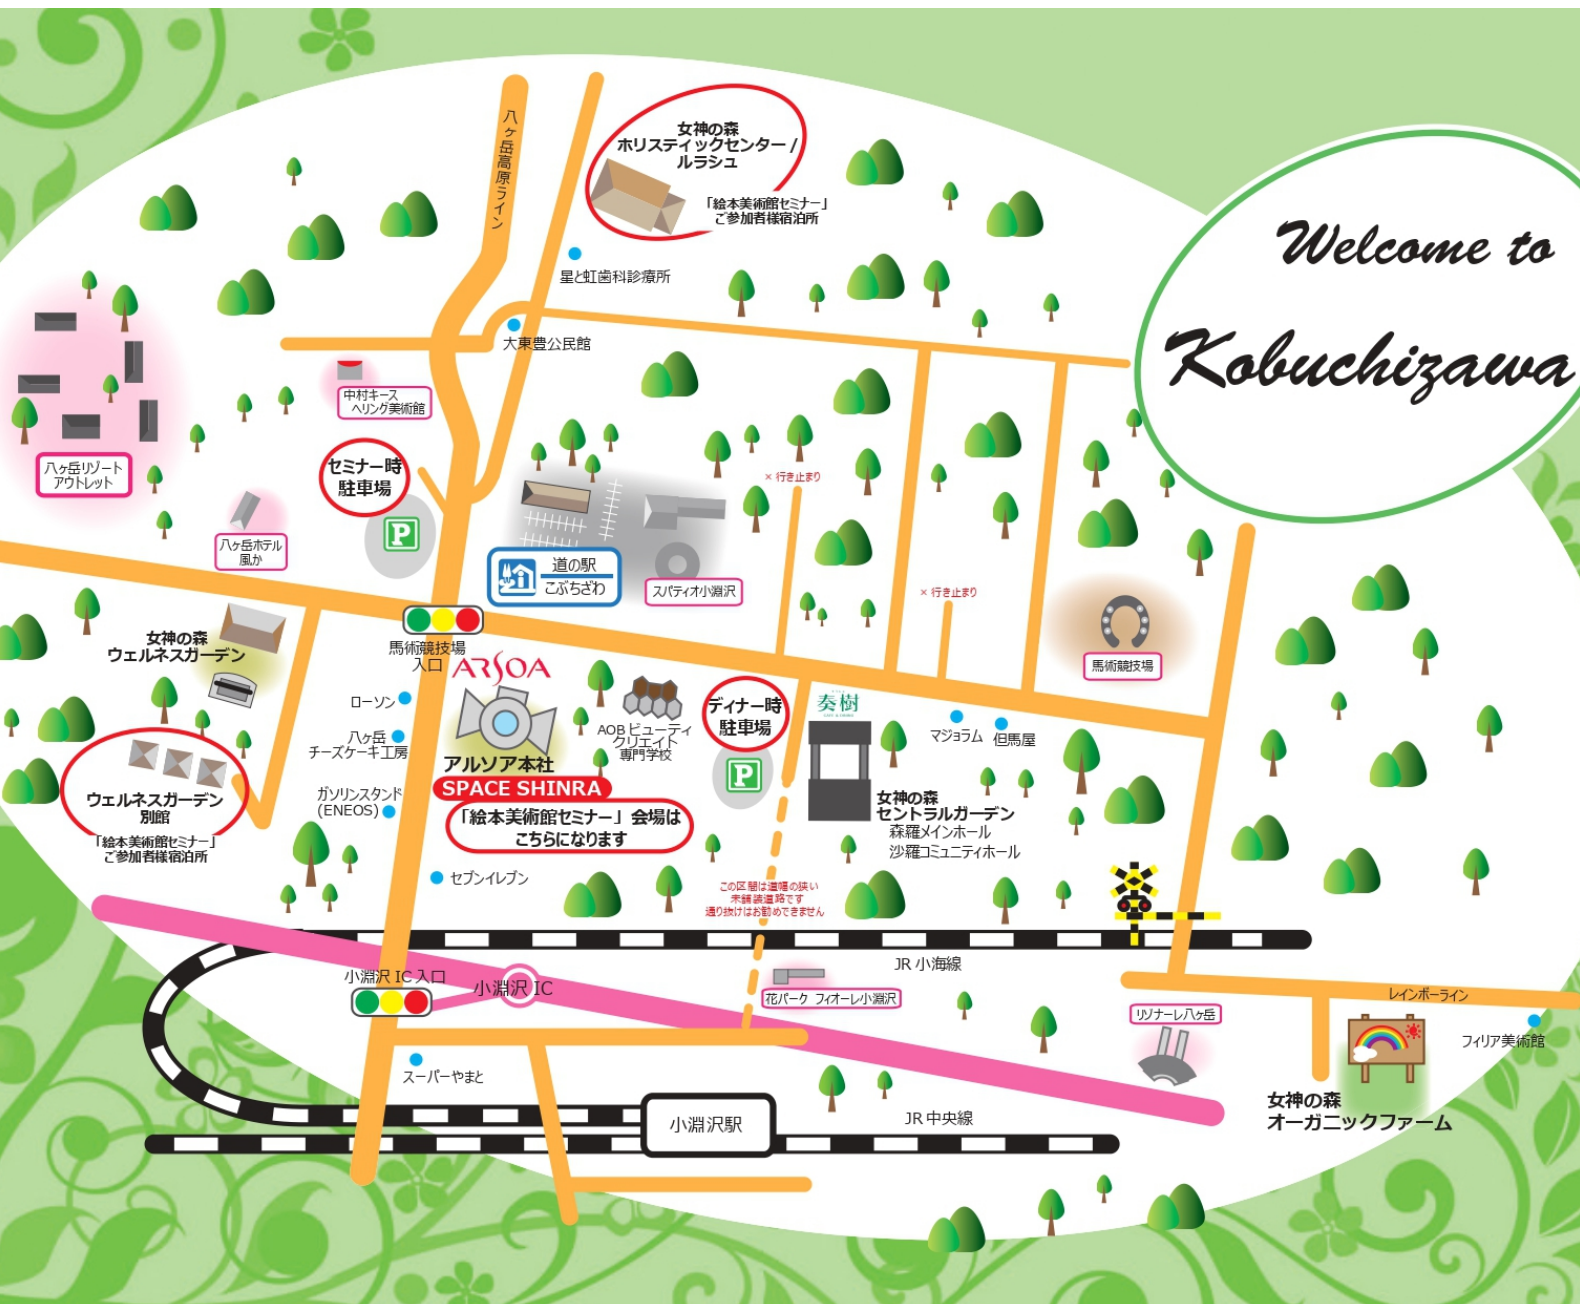 Welcome to
Kobuchizawa
八ヶ岳高原ライン
女神の森
ホリスティックセンター /
ルラシュ
「絵本美術館セミナー」
ご参加者様宿泊所
星と虹歯科診療所
大東豊公民館
中村キース
ヘリング美術館
八ヶ岳リゾート
アウトレット
セミナー時
駐車場
P
八ヶ岳ホテル
風か
道の駅
こぶちざわ
スパティオ小淵沢
× 行き止まり
× 行き止まり
馬術競技場
女神の森
ウェルネスガーデン
馬術競技場
入口
ARSOA
ローソン
八ヶ岳
チーズケーキ工房
ガソリンスタンド
(ENEOS)
アルソア本社
SPACE SHINRA
「絵本美術館セミナー」会場は
こちらになります
AOB ビューティ
クリエイト
専門学校
ディナー時
駐車場
P
奏樹
マジョラム
但馬屋
女神の森
セントラルガーデン
森羅メインホール
沙羅コミュニティホール
ウェルネスガーデン
別館
「絵本美術館セミナー」
ご参加者様宿泊所
セブンイレブン
この区間は道幅の狭い
未舗装道路です
通り抜けはお勧めできません
JR 小海線
小淵沢 IC 入口
小淵沢 IC
花パーク フィオーレ小淵沢
リゾナーレ八ヶ岳
レインボーライン
フィリア美術館
スーパーやまと
小淵沢駅
JR 中央線
女神の森
オーガニックファーム